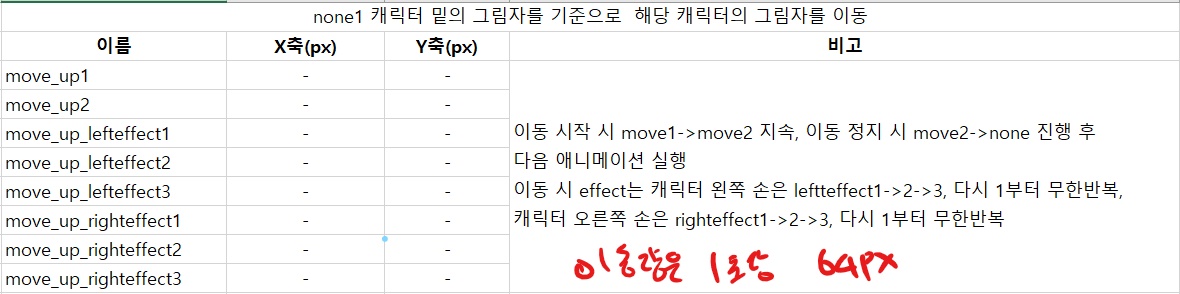 none1 캐릭터 밑의 그림자를 기준으로 해당 캐릭터의 그림자를 이동
이름 X축(px) Y축(px) 비고
move_up1 - -
move_up2 - -
move_up_lefteffect1 - -
move_up_lefteffect2 - -
move_up_lefteffect3 - -
move_up_righteffect1 - -
move_up_righteffect2 - -
move_up_righteffect3 - -
이동 시작 시 move1->move2 지속, 이동 정지 시 move2->none 진행 후
다음 애니메이션 실행
이동 시 effect는 캐릭터 왼쪽 손은 leftteffect1->2->3, 다시 1부터 무한반복,
캐릭터 오른쪽 손은 righteffect1->2->3, 다시 1부터 무한반복
이동량은 1초당 64px